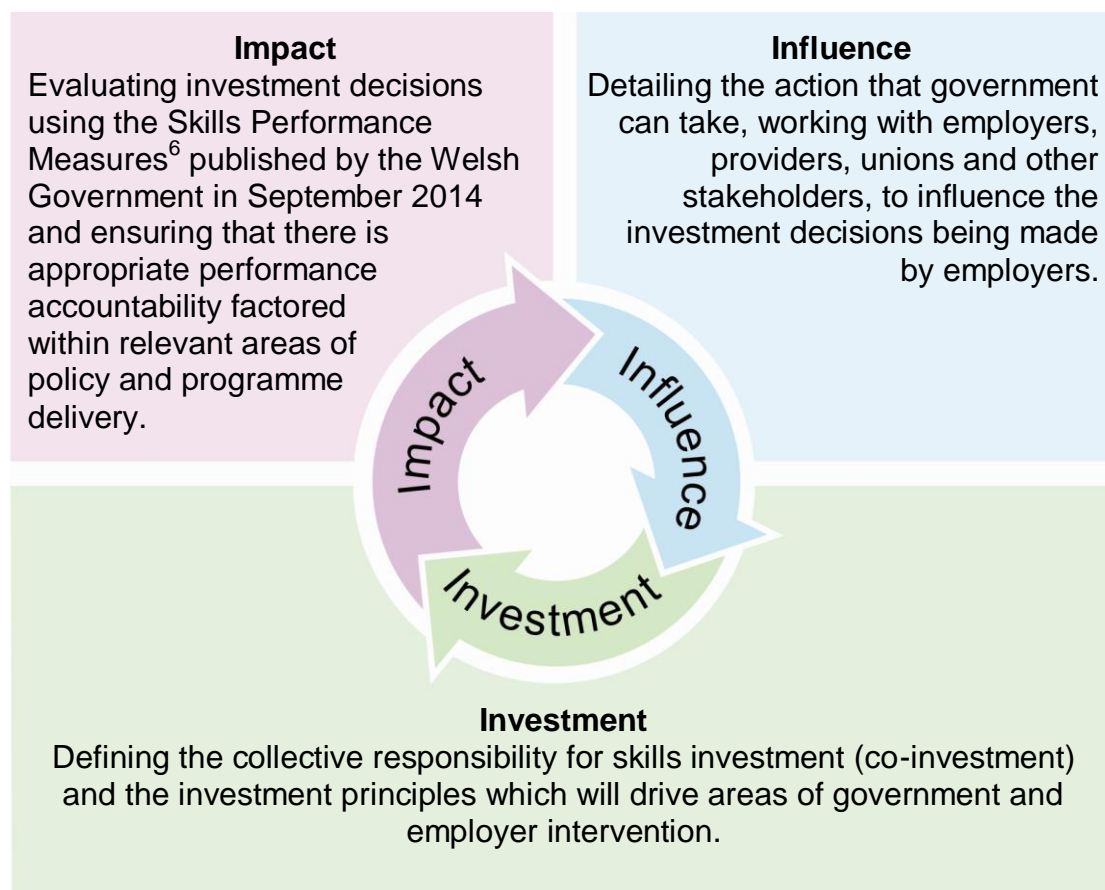 Impact
Evaluating investment decisions
using the Skills Performance
Measures⁶ published by the Welsh
Government in September 2014
and ensuring that there is
appropriate performance
accountability factored
within relevant areas of
policy and programme
delivery.
Influence
Detailing the action that government
can take, working with employers,
providers, unions and other
stakeholders, to influence the
investment decisions being made
by employers.
Impact
Influence
Investment
Investment
Defining the collective responsibility for skills investment (co-investment)
and the investment principles which will drive areas of government and
employer intervention.